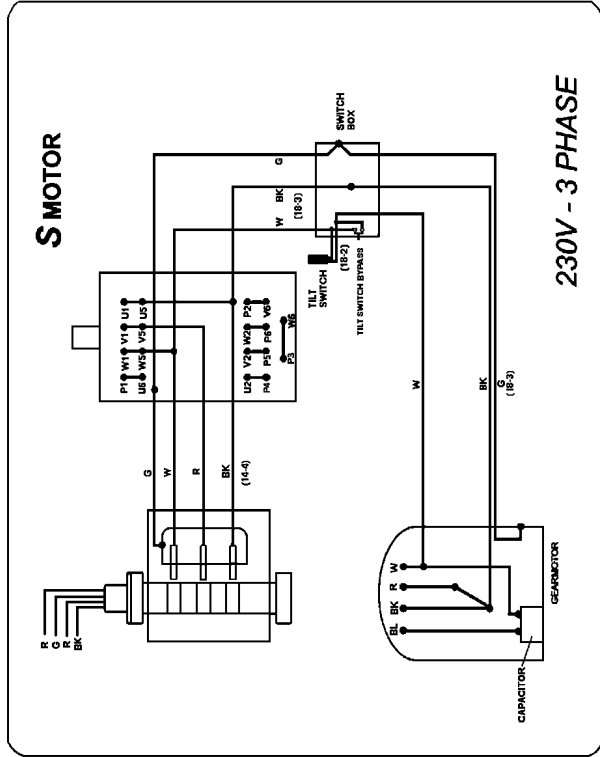 S MOTOR
230V - 3 PHASE
SWITCH
BOX
G
BK
(18-3)
W
(18-2)
TILT
SWITCH
TILT SWITCH BYPASS
U1
U5
V1
V5
W1
W5
P1
U6
P2
V6
W2
P6
V2
P5
U2
P4
W6
P3
G
W
R
BK
(14-4)
R
G
R
BK
W
BK
G
(18-3)
W
R
BK
BL
GEARMOTOR
CAPACITOR